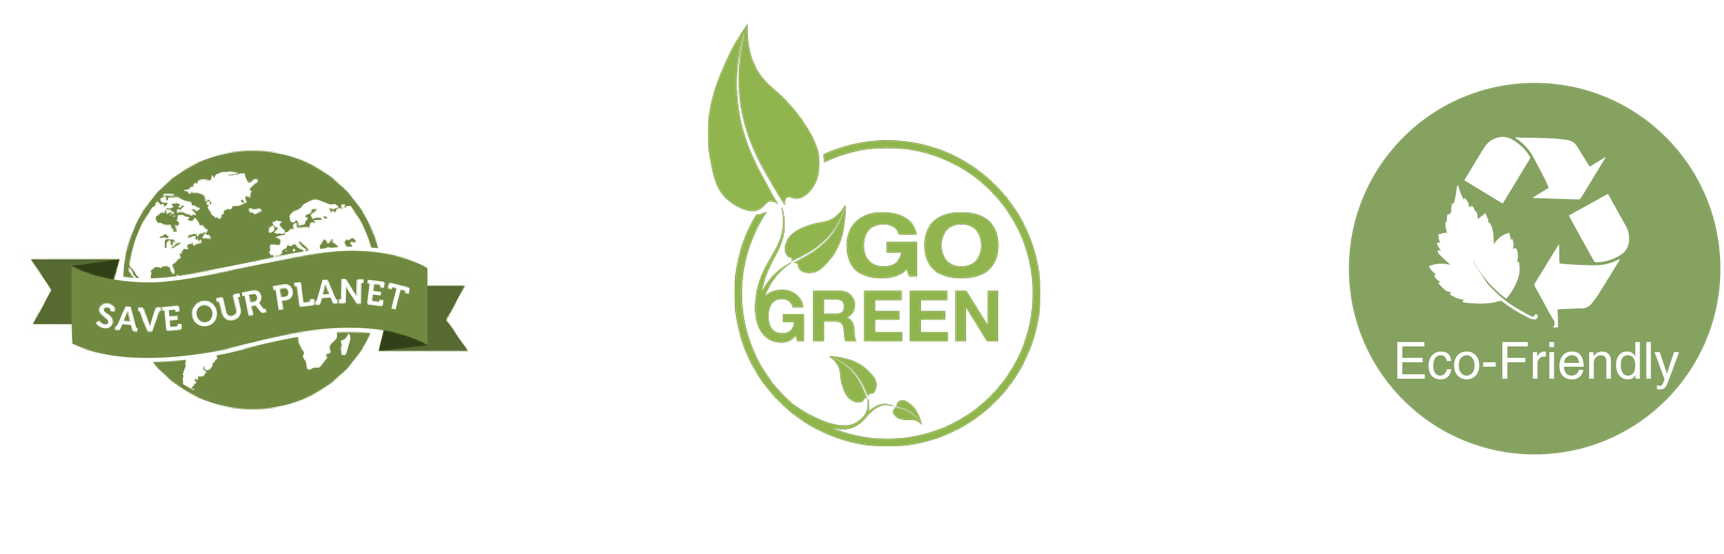 SAVE OUR PLANET
GO
GREEN
Eco-Friendly